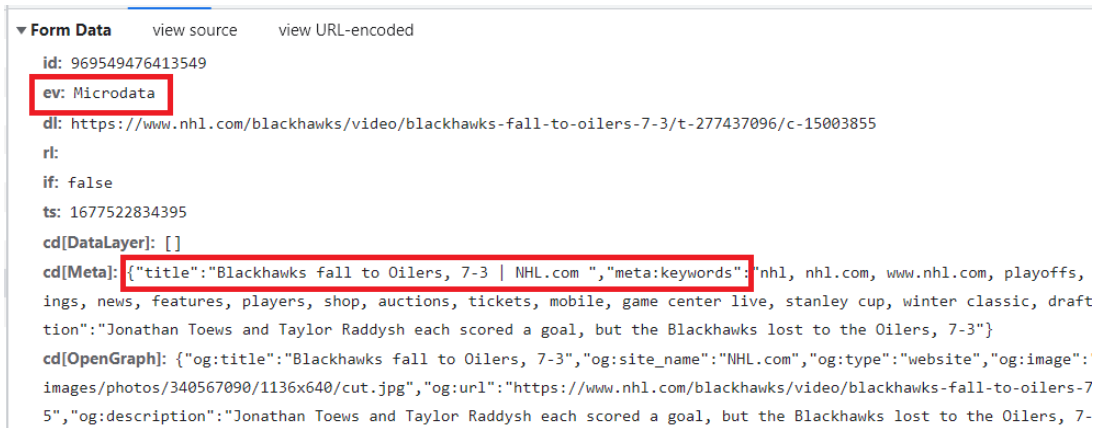 ▼ Form Data view source view URL-encoded
id: 969549476413549
ev: Microdata
dl: https://www.nhl.com/blackhawks/video/blackhawks-fall-to-oilers-7-3/t-277437096/c-15003855
rl:
if: false
ts: 1677522834395
cd[DataLayer]: []
cd[Meta]: {"title":"Blackhawks fall to Oilers, 7-3 | NHL.com ","meta:keywords":"nhl, nhl.com, www.nhl.com, playoffs,
ings, news, features, players, shop, auctions, tickets, mobile, game center live, stanley cup, winter classic, draft
tion":"Jonathan Toews and Taylor Raddysh each scored a goal, but the Blackhawks lost to the Oilers, 7-3"}
cd[OpenGraph]: {"og:title":"Blackhawks fall to Oilers, 7-3","og:site_name":"NHL.com","og:type":"website","og:image":
images/photos/340567090/1136x640/cut.jpg","og:url":"https://www.nhl.com/blackhawks/video/blackhawks-fall-to-oilers-7
5","og:description":"Jonathan Toews and Taylor Raddysh each scored a goal, but the Blackhawks lost to the Oilers, 7-